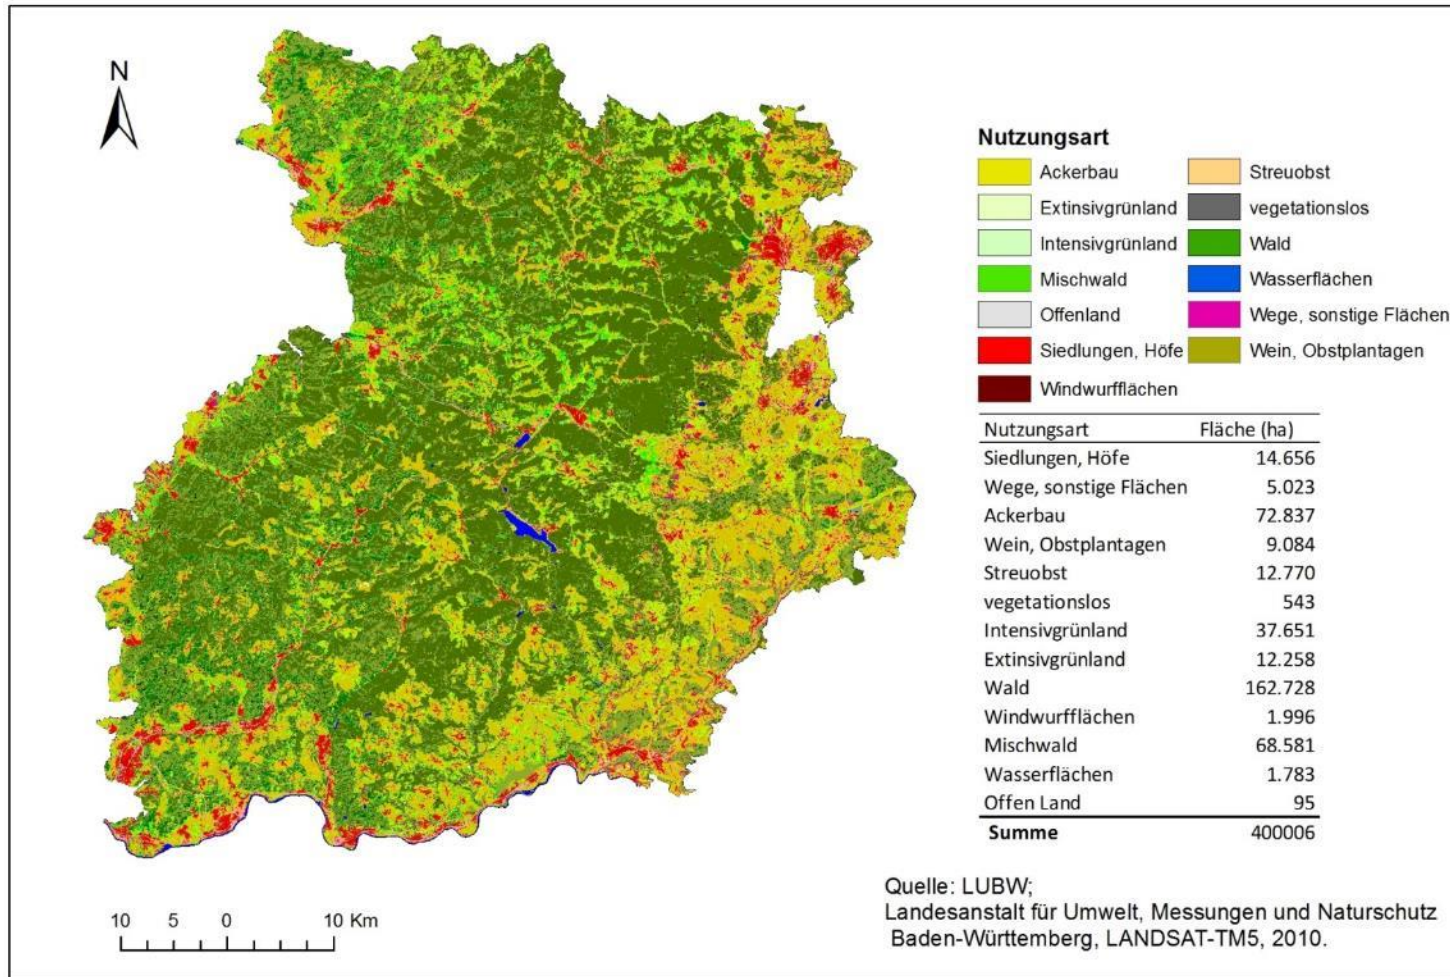 N
Nutzungsart
Ackerbau
Extinsivgrünland
Intensivgrünland
Mischwald
Offenland
Siedlungen, Höfe
Windwurfflächen
Streuobst
vegetationslos
Wald
Wasserflächen
Wege, sonstige Flächen
Wein, Obstplantagen
Nutzungsart Fläche (ha)
Siedlungen, Höfe 14.656
Wege, sonstige Flächen 5.023
Ackerbau 72.837
Wein, Obstplantagen 9.084
Streuobst 12.770
vegetationslos 543
Intensivgrünland 37.651
Extinsivgrünland 12.258
Wald 162.728
Windwurfflächen 1.996
Mischwald 68.581
Wasserflächen 1.783
Offen Land 95
Summe 400006
Quelle: LUBW;
Landesanstalt für Umwelt, Messungen und Naturschutz
Baden-Württemberg, LANDSAT-TM5, 2010.
10 5 0 10 Km